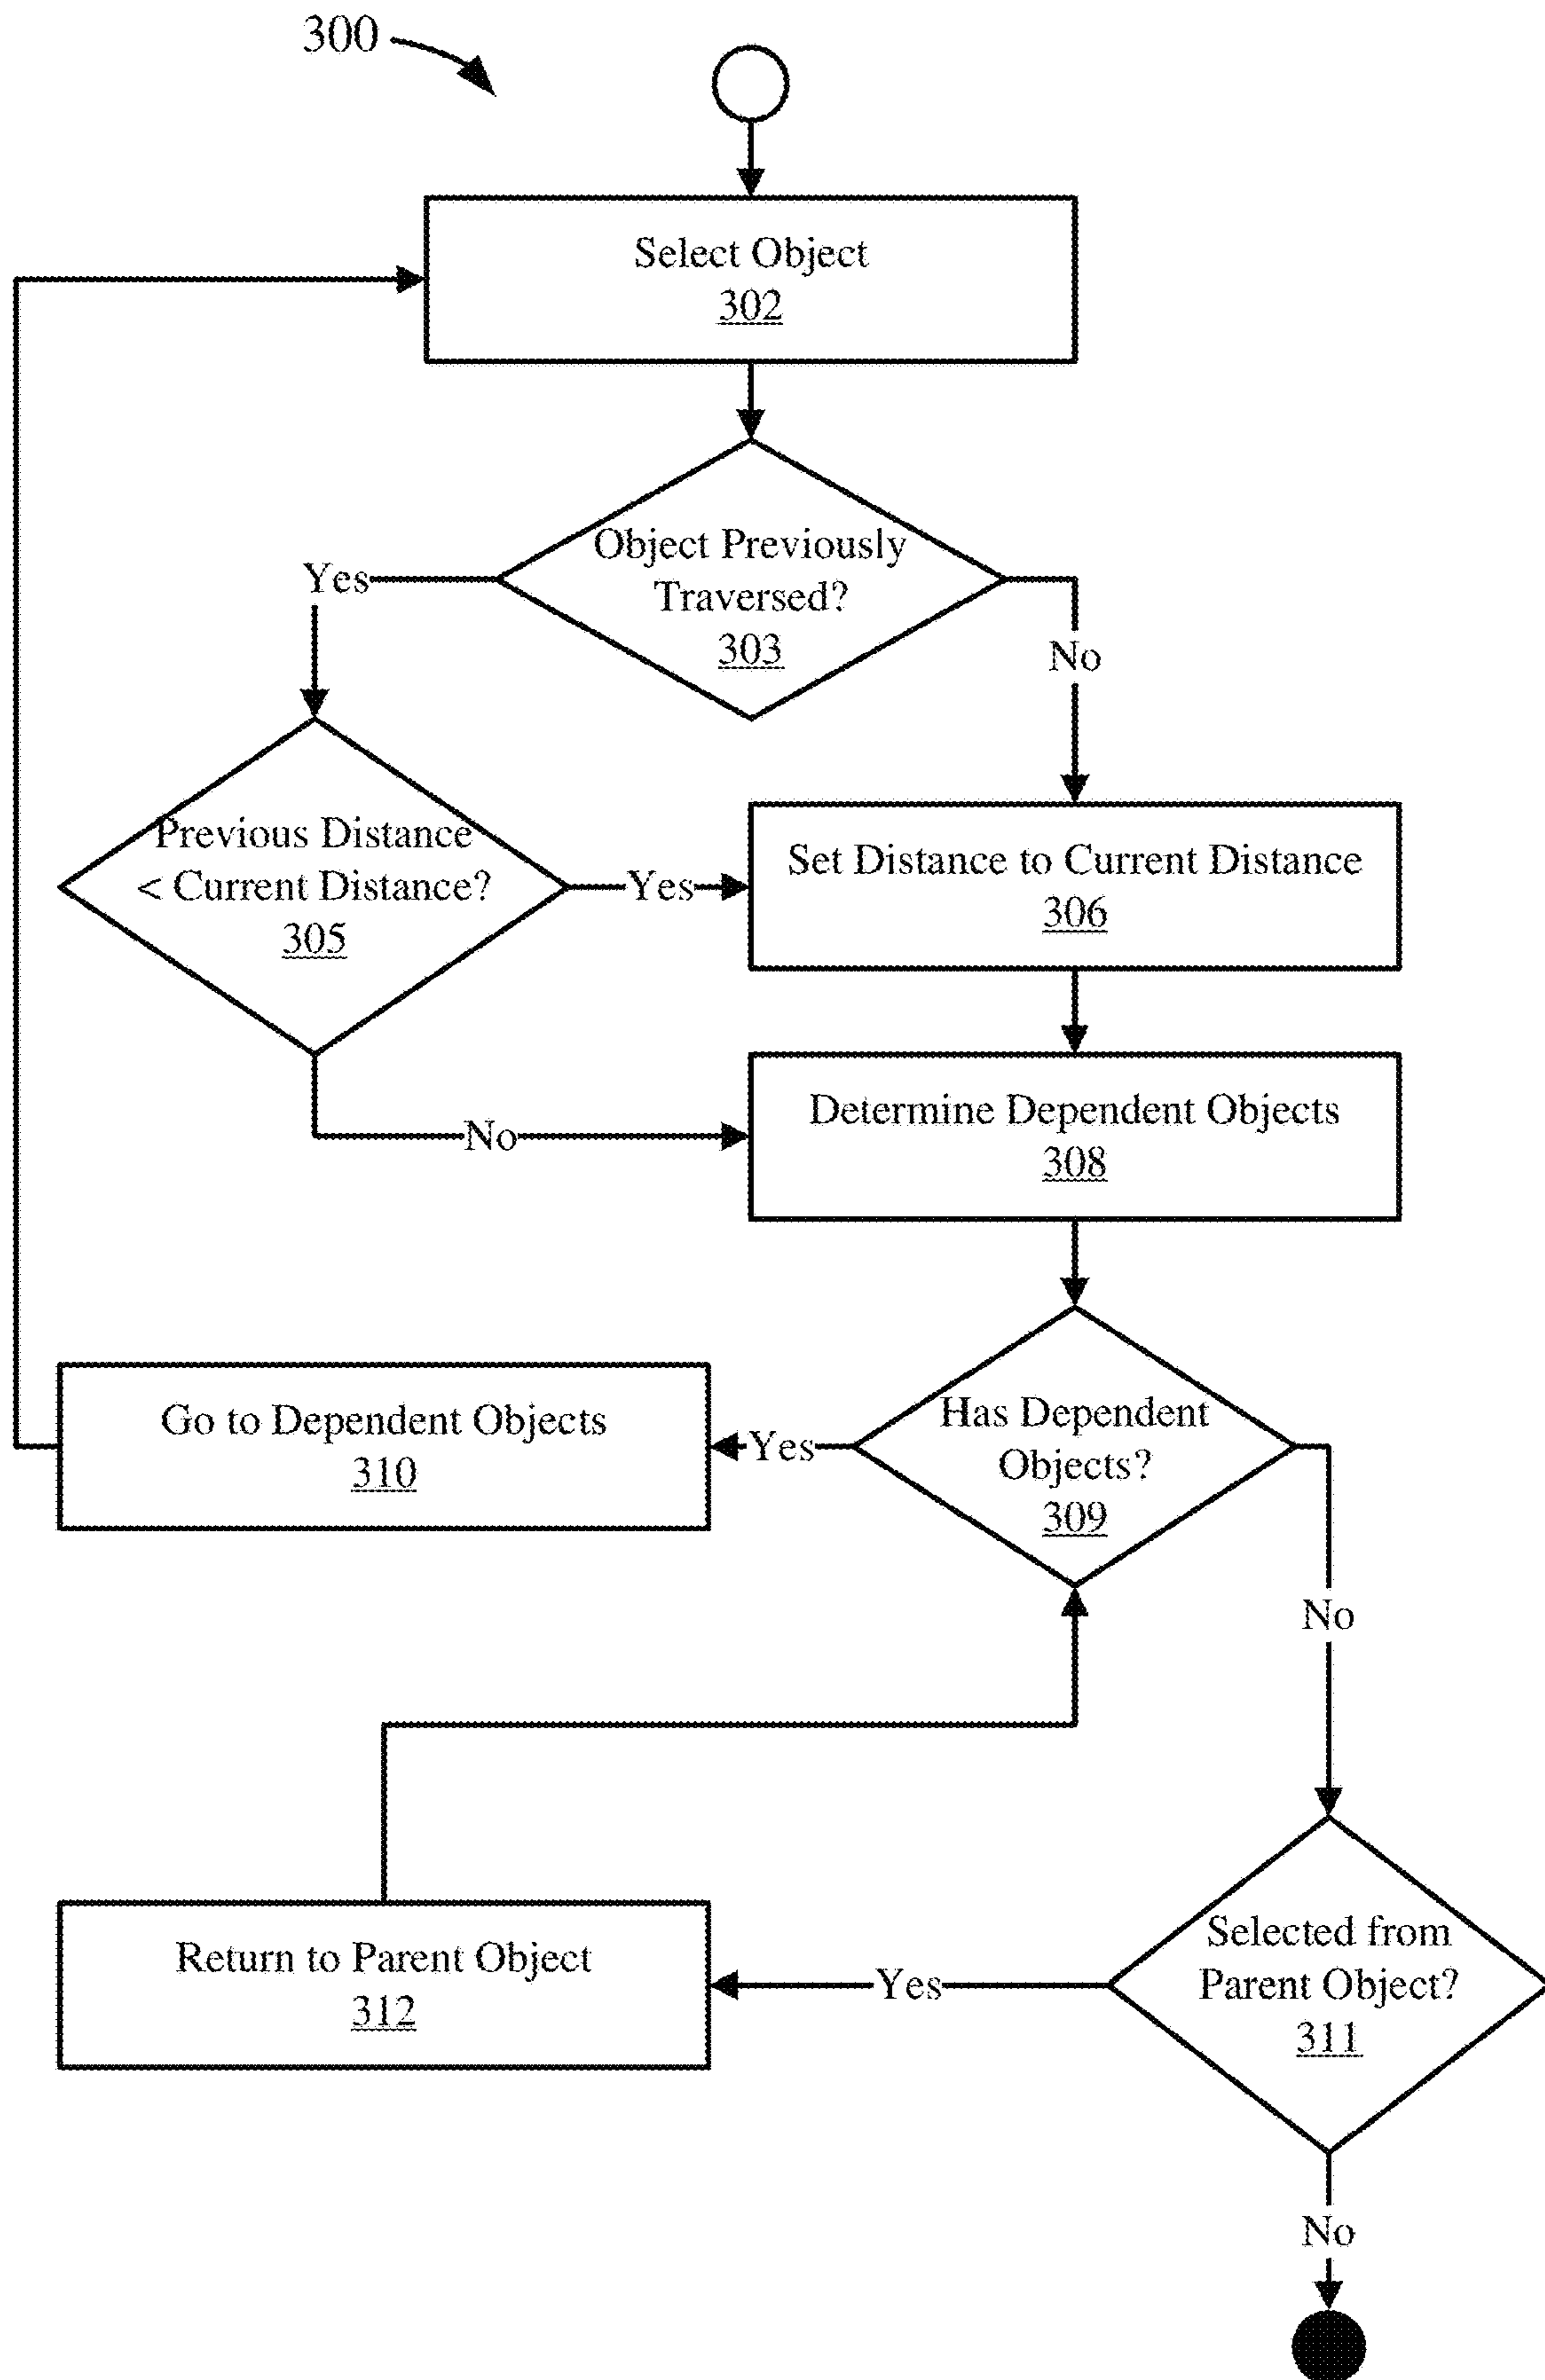 300
Select Object
302
Object Previously
Traversed?
303
Yes
No
Previous Distance
< Current Distance?
305
Yes
Set Distance to Current Distance
306
No
Determine Dependent Objects
308
Go to Dependent Objects
310
Yes
Has Dependent
Objects?
309
No
Return to Parent Object
312
Yes
Selected from
Parent Object?
311
No